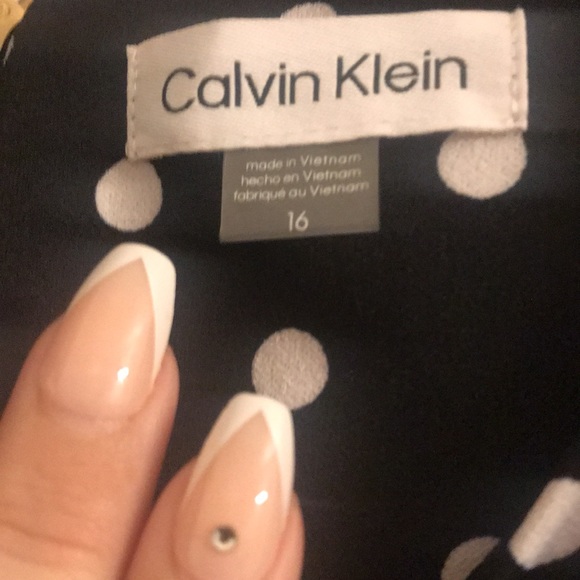 Calvin Klein
made in Vietnam
hecho en Vietnam
fabriqué au Vietnam
16